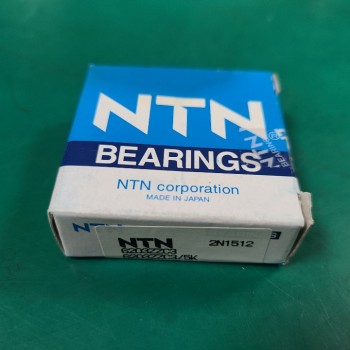 NTN
BEARINGS
NTN corporation
MADE IN JAPAN
NTN
2N1512